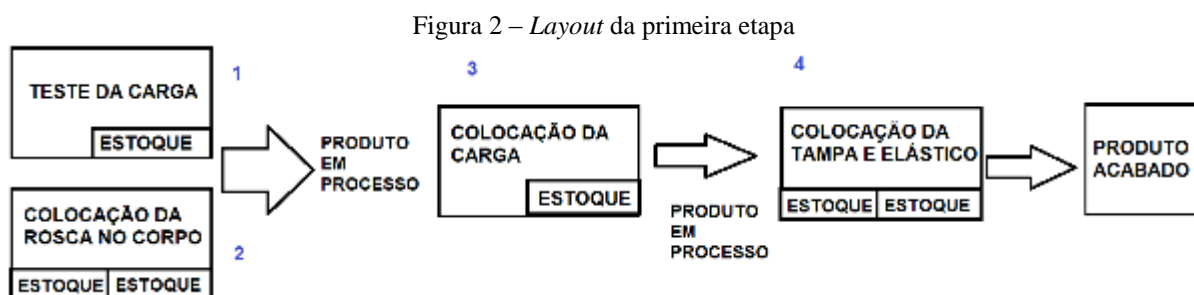 Figura 2 – Layout da primeira etapa
1
TESTE DA CARGA
ESTOQUE
COLOCAÇÃO DA
ROSCA NO CORPO
2
ESTOQUE ESTOQUE
PRODUTO
EM
PROCESSO
3
COLOCAÇÃO DA
CARGA
ESTOQUE
PRODUTO
EM
PROCESSO
4
COLOCAÇÃO DA
TAMPA E ELÁSTICO
ESTOQUE ESTOQUE
PRODUTO
ACABADO